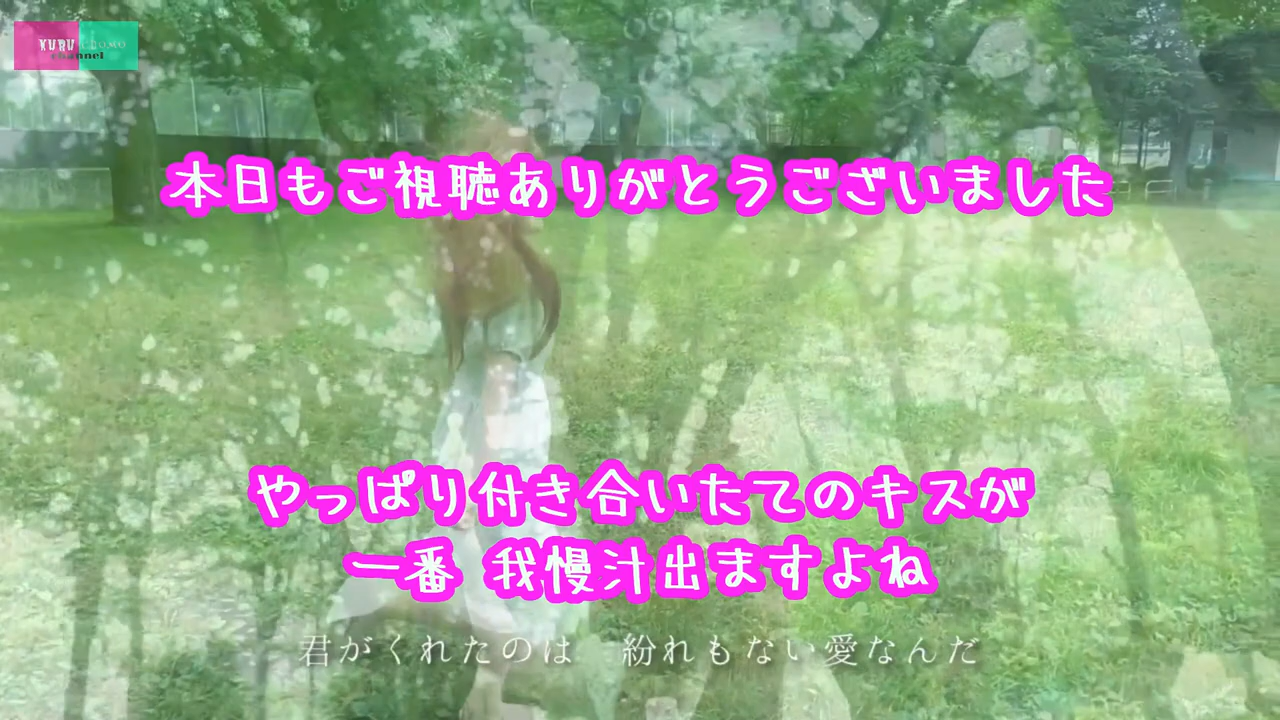 KURU CHOMO
channel
本日もご視聴ありがとうございました
やっぱり付き合いたてのキスが
一番 我慢汁出ますよね
君がくれたのは 紛れもない愛なんだ